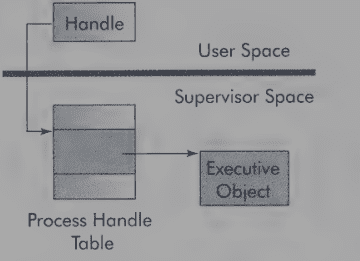 Handle
User Space
Supervisor Space
Executive
Object
Process Handle
Table